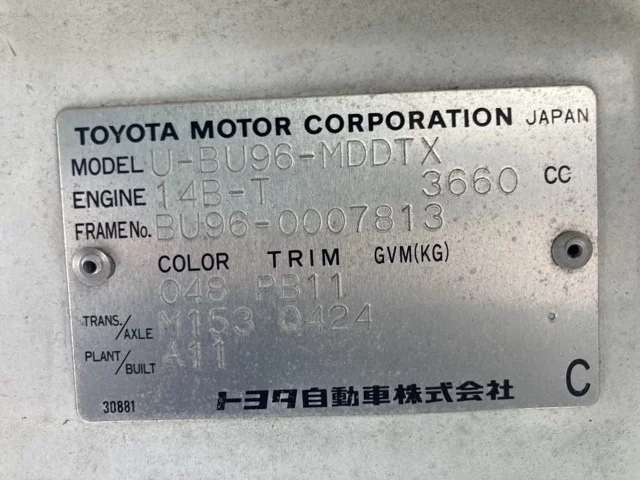 TOYOTA MOTOR CORPORATION JAPAN
MODEL U-BU96-MDDTX
ENGINE 14B-T 3660 CC
FRAME No. BU96-0007813
COLOR TRIM GVM(KG)
048 PB11
TRANS./AXLE M153 Q424
PLANT/BUILT A11
30881 トヨタ自動車株式会社 C